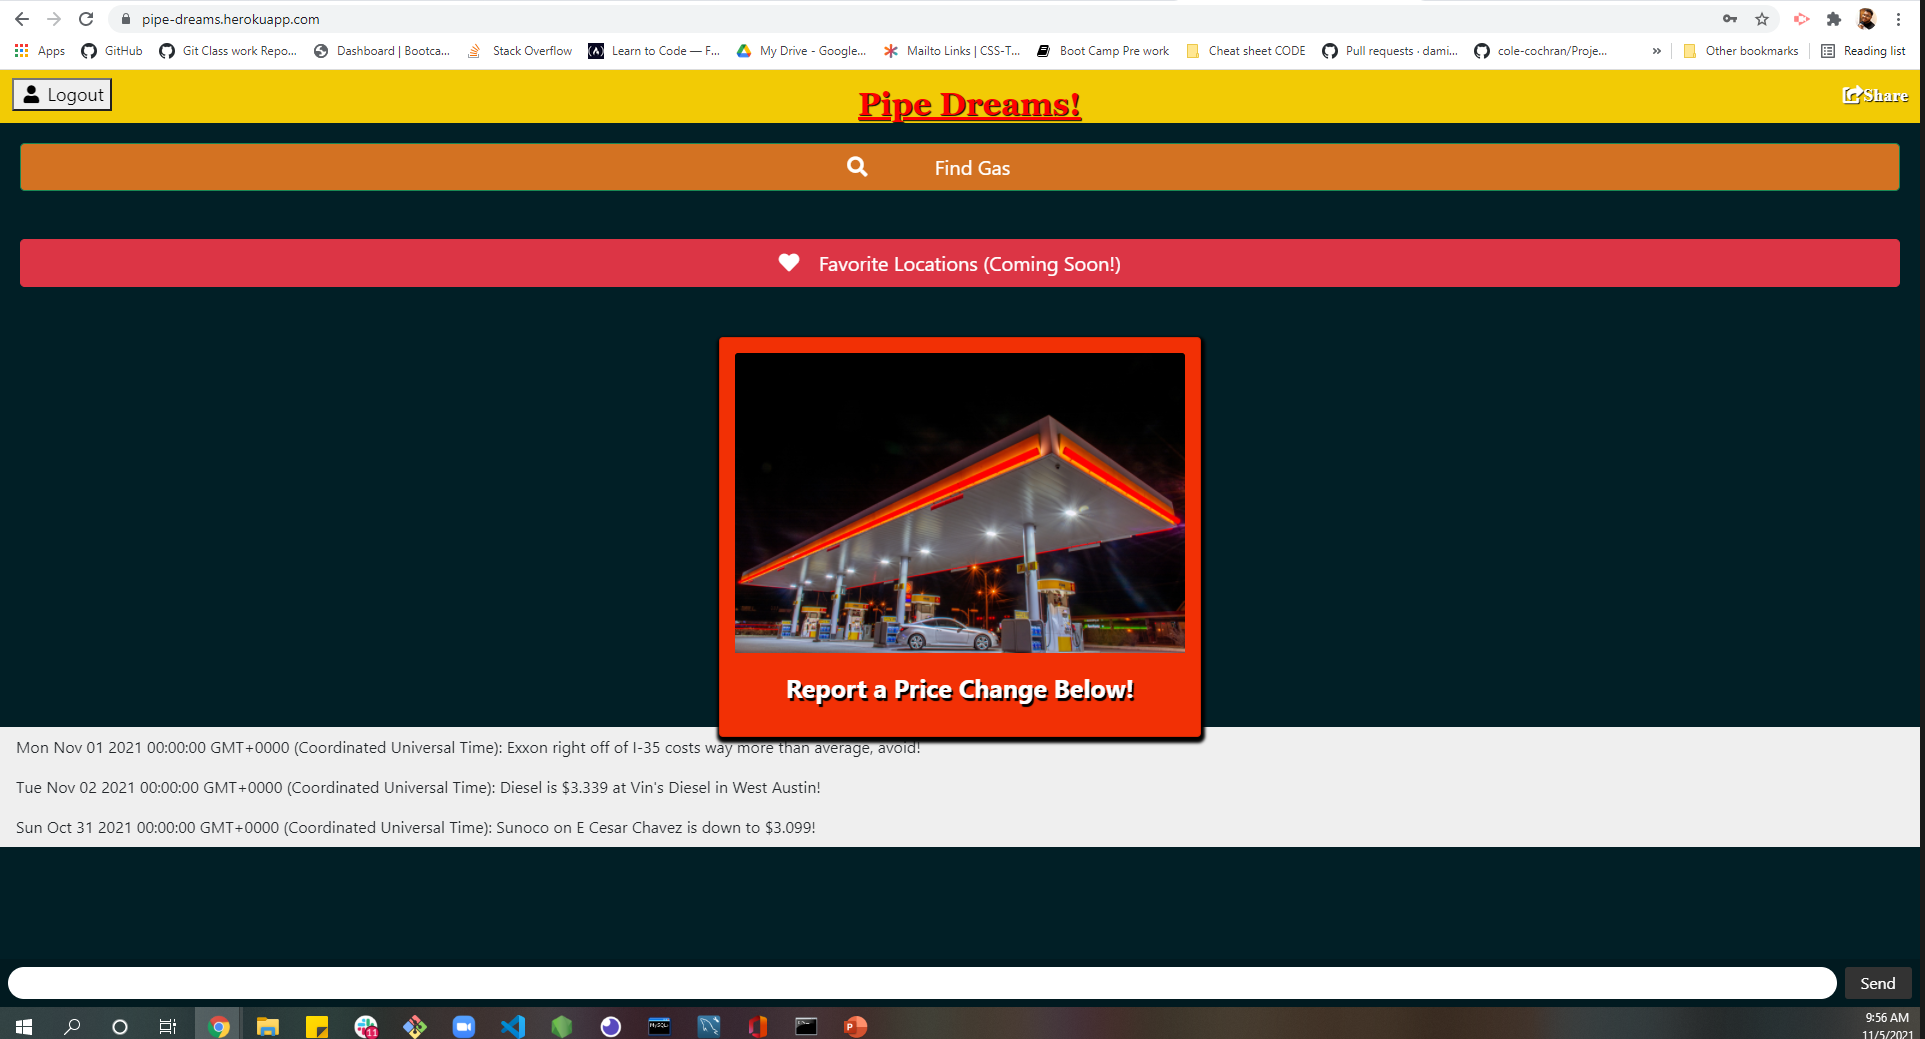 pipe-dreams.herokuapp.com
Apps GitHub Git Class work Repo... Dashboard | Bootca... Stack Overflow Learn to Code — F... My Drive - Google... Mailto Links | CSS-T... Boot Camp Pre work Cheat sheet CODE Pull requests · dami... cole-cochran/Proje... » Other bookmarks Reading list
Logout
Pipe Dreams!
Share
Find Gas
Favorite Locations (Coming Soon!)
Report a Price Change Below!
Mon Nov 01 2021 00:00:00 GMT+0000 (Coordinated Universal Time): Exxon right off of I-35 costs way more than average, avoid!
Tue Nov 02 2021 00:00:00 GMT+0000 (Coordinated Universal Time): Diesel is $3.339 at Vin's Diesel in West Austin!
Sun Oct 31 2021 00:00:00 GMT+0000 (Coordinated Universal Time): Sunoco on E Cesar Chavez is down to $3.099!
Send
11
MySQL
9:56 AM
11/5/2021